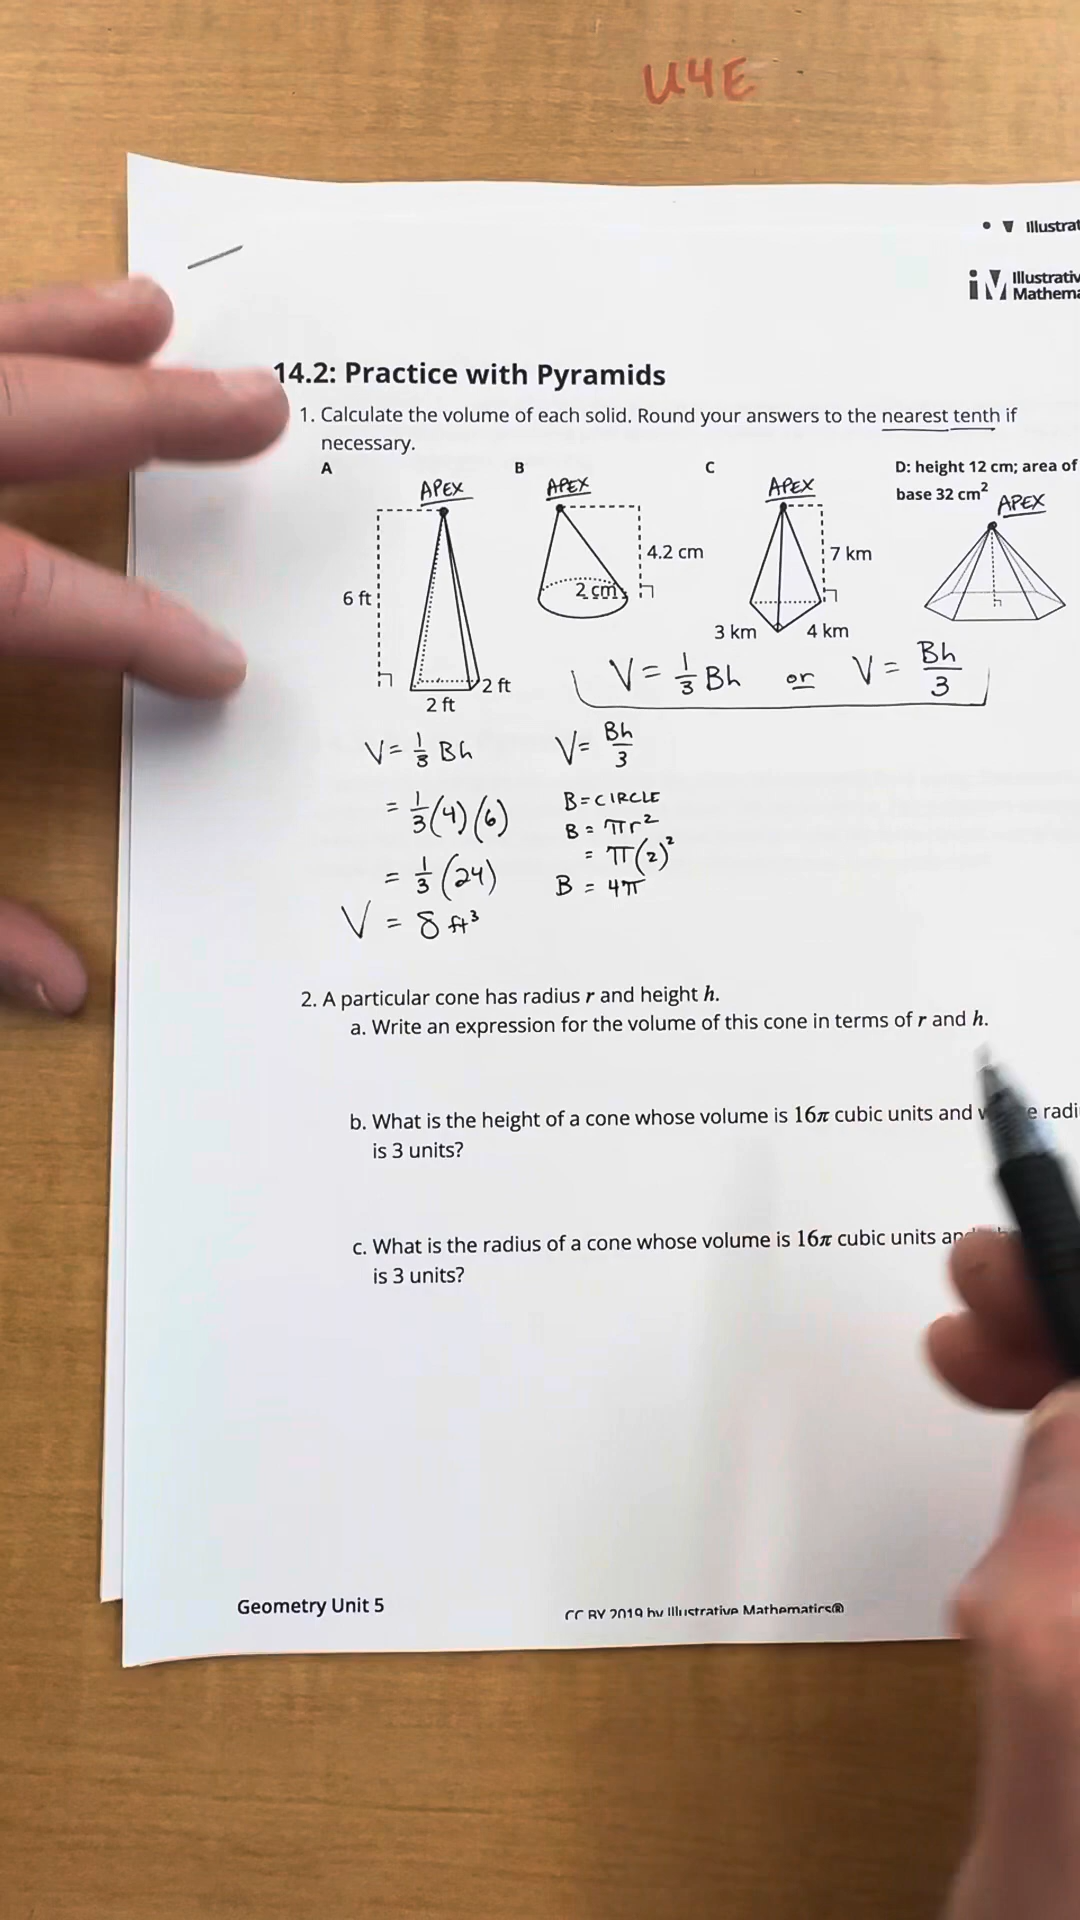 U4E
Illustrat
iM Illustrativ
Mathema
14.2: Practice with Pyramids
1. Calculate the volume of each solid. Round your answers to the nearest tenth if
necessary.
A
B
C
D: height 12 cm; area of
base 32 cm²
APEX
APEX
APEX
APEX
6 ft
2 ft
2 ft
2 cm
4.2 cm
7 km
3 km
4 km
V = 1/3 Bh or V = Bh/3
V = 1/3 Bh
= 1/3 (4)(6)
= 1/3 (24)
V = 8 ft³
V = Bh/3
B = CIRCLE
B = πr²
= π(2)²
B = 4π
2. A particular cone has radius r and height h.
a. Write an expression for the volume of this cone in terms of r and h.
b. What is the height of a cone whose volume is 16π cubic units and e radi
is 3 units?
c. What is the radius of a cone whose volume is 16π cubic units an
is 3 units?
Geometry Unit 5
CC BY 2019 by Illustrative Mathematics®